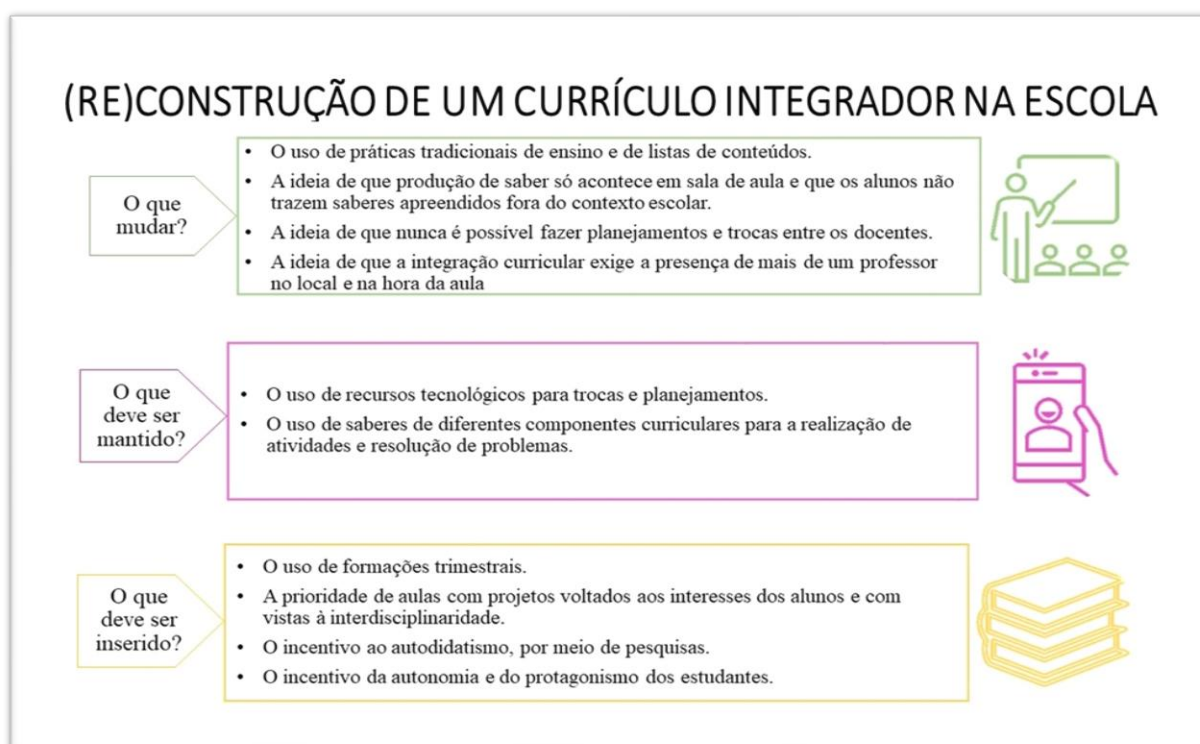 (RE)CONSTRUÇÃO DE UM CURRÍCULO INTEGRADOR NA ESCOLA
O que
mudar?
• O uso de práticas tradicionais de ensino e de listas de conteúdos.
• A ideia de que produção de saber só acontece em sala de aula e que os alunos não
trazem saberes apreendidos fora do contexto escolar.
• A ideia de que nunca é possível fazer planejamentos e trocas entre os docentes.
• A ideia de que a integração curricular exige a presença de mais de um professor
no local e na hora da aula
O que
deve ser
mantido?
• O uso de recursos tecnológicos para trocas e planejamentos.
• O uso de saberes de diferentes componentes curriculares para a realização de
atividades e resolução de problemas.
O que
deve ser
inserido?
• O uso de formações trimestrais.
• A prioridade de aulas com projetos voltados aos interesses dos alunos e com
vistas à interdisciplinaridade.
• O incentivo ao autodidatismo, por meio de pesquisas.
• O incentivo da autonomia e do protagonismo dos estudantes.